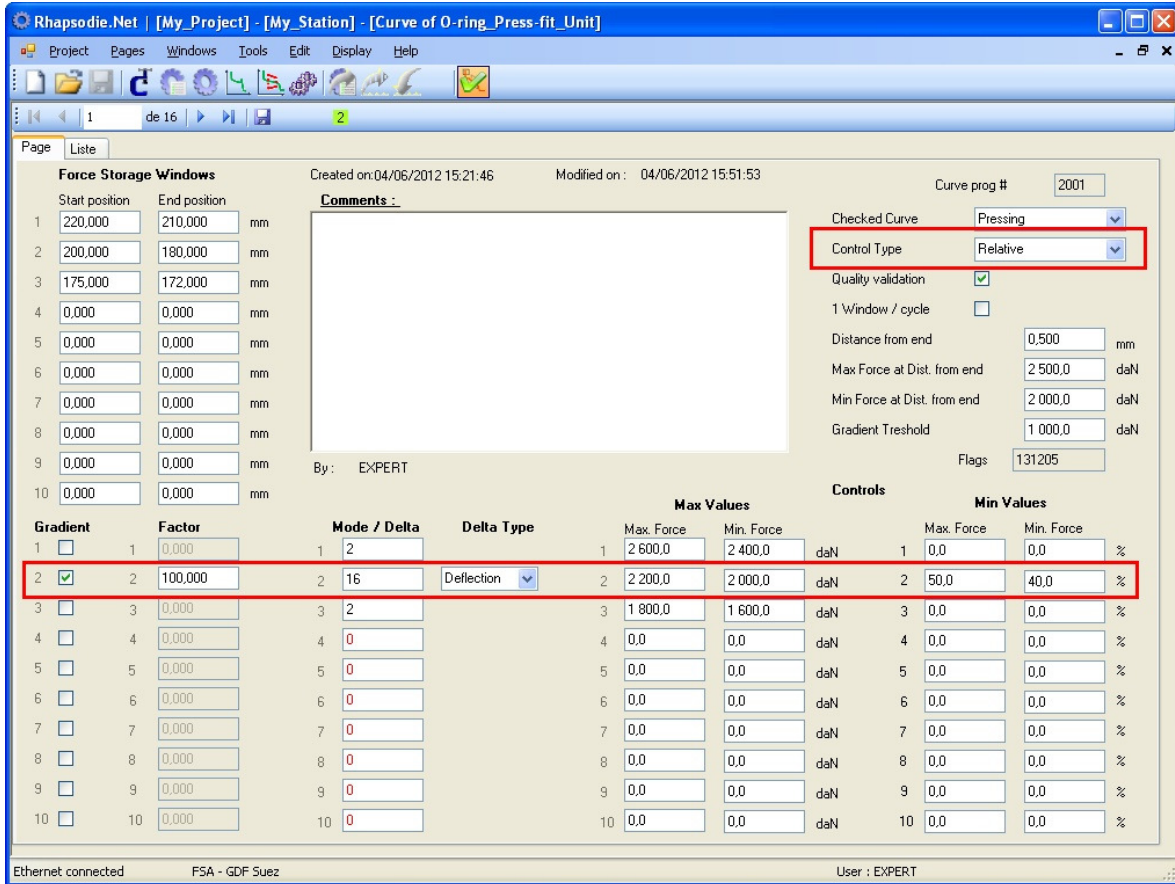 Rhapsodie.Net | [My_Project] - [My_Station] - [Curve of O-ring_Press-fit_Unit]
Project Pages Windows Tools Edit Display Help
1 de 16 2
Page Liste
Force Storage Windows Created on:04/06/2012 15:21:46 Modified on : 04/06/2012 15:51:53 Curve prog # 2001
Start position End position Comments :
1 220,000 210,000 mm Checked Curve Pressing
2 200,000 180,000 mm Control Type Relative
3 175,000 172,000 mm Quality validation
4 0,000 0,000 mm 1 Window / cycle
5 0,000 0,000 mm Distance from end 0,500 mm
6 0,000 0,000 mm Max Force at Dist. from end 2 500,0 daN
7 0,000 0,000 mm Min Force at Dist. from end 2 000,0 daN
8 0,000 0,000 mm Gradient Treshold 1 000,0 daN
9 0,000 0,000 mm By : EXPERT Flags 131205
10 0,000 0,000 mm Controls
Max Values Min Values
Gradient Factor Mode / Delta Delta Type Max. Force Min. Force Max. Force Min. Force
1 1 0,000 1 2 1 2 600,0 2 400,0 daN 1 0,0 0,0 %
2 2 100,000 2 16 Deflection 2 2 200,0 2 000,0 daN 2 50,0 40,0 %
3 3 0,000 3 2 3 1 800,0 1 600,0 daN 3 0,0 0,0 %
4 4 0,000 4 0 4 0,0 0,0 daN 4 0,0 0,0 %
5 5 0,000 5 0 5 0,0 0,0 daN 5 0,0 0,0 %
6 6 0,000 6 0 6 0,0 0,0 daN 6 0,0 0,0 %
7 7 0,000 7 0 7 0,0 0,0 daN 7 0,0 0,0 %
8 8 0,000 8 0 8 0,0 0,0 daN 8 0,0 0,0 %
9 9 0,000 9 0 9 0,0 0,0 daN 9 0,0 0,0 %
10 10 0,000 10 0 10 0,0 0,0 daN 10 0,0 0,0 %
Ethernet connected FSA - GDF Suez User : EXPERT